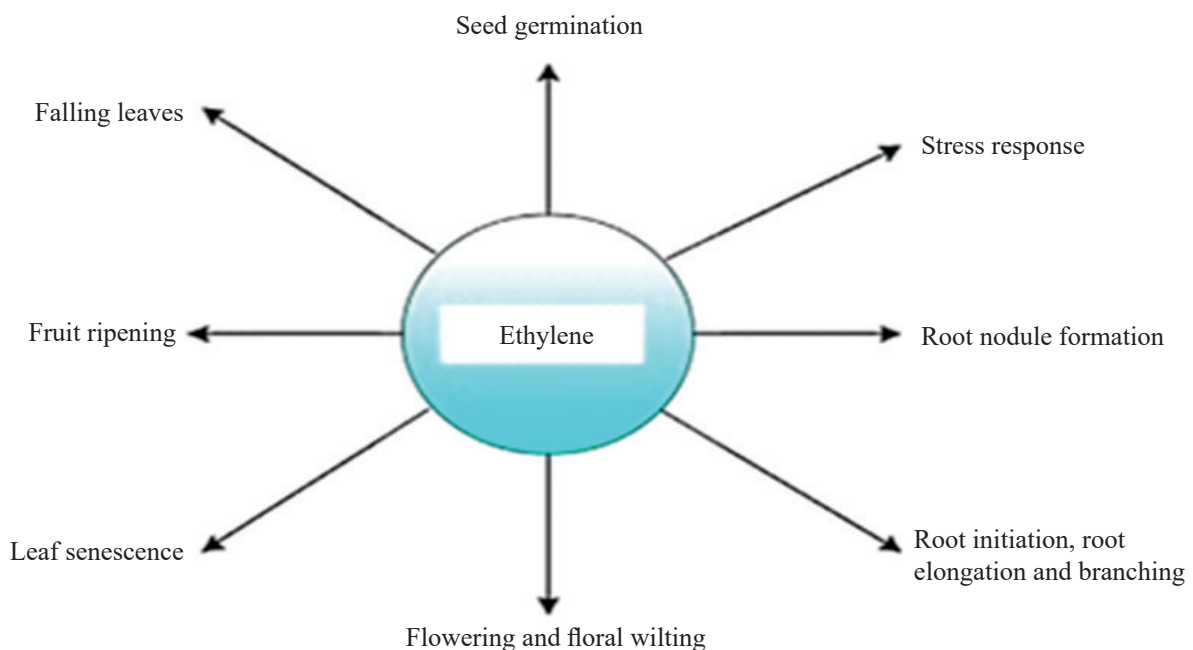 Seed germination
Falling leaves
Stress response
Fruit ripening
Ethylene
Root nodule formation
Leaf senescence
Root initiation, root
elongation and branching
Flowering and floral wilting